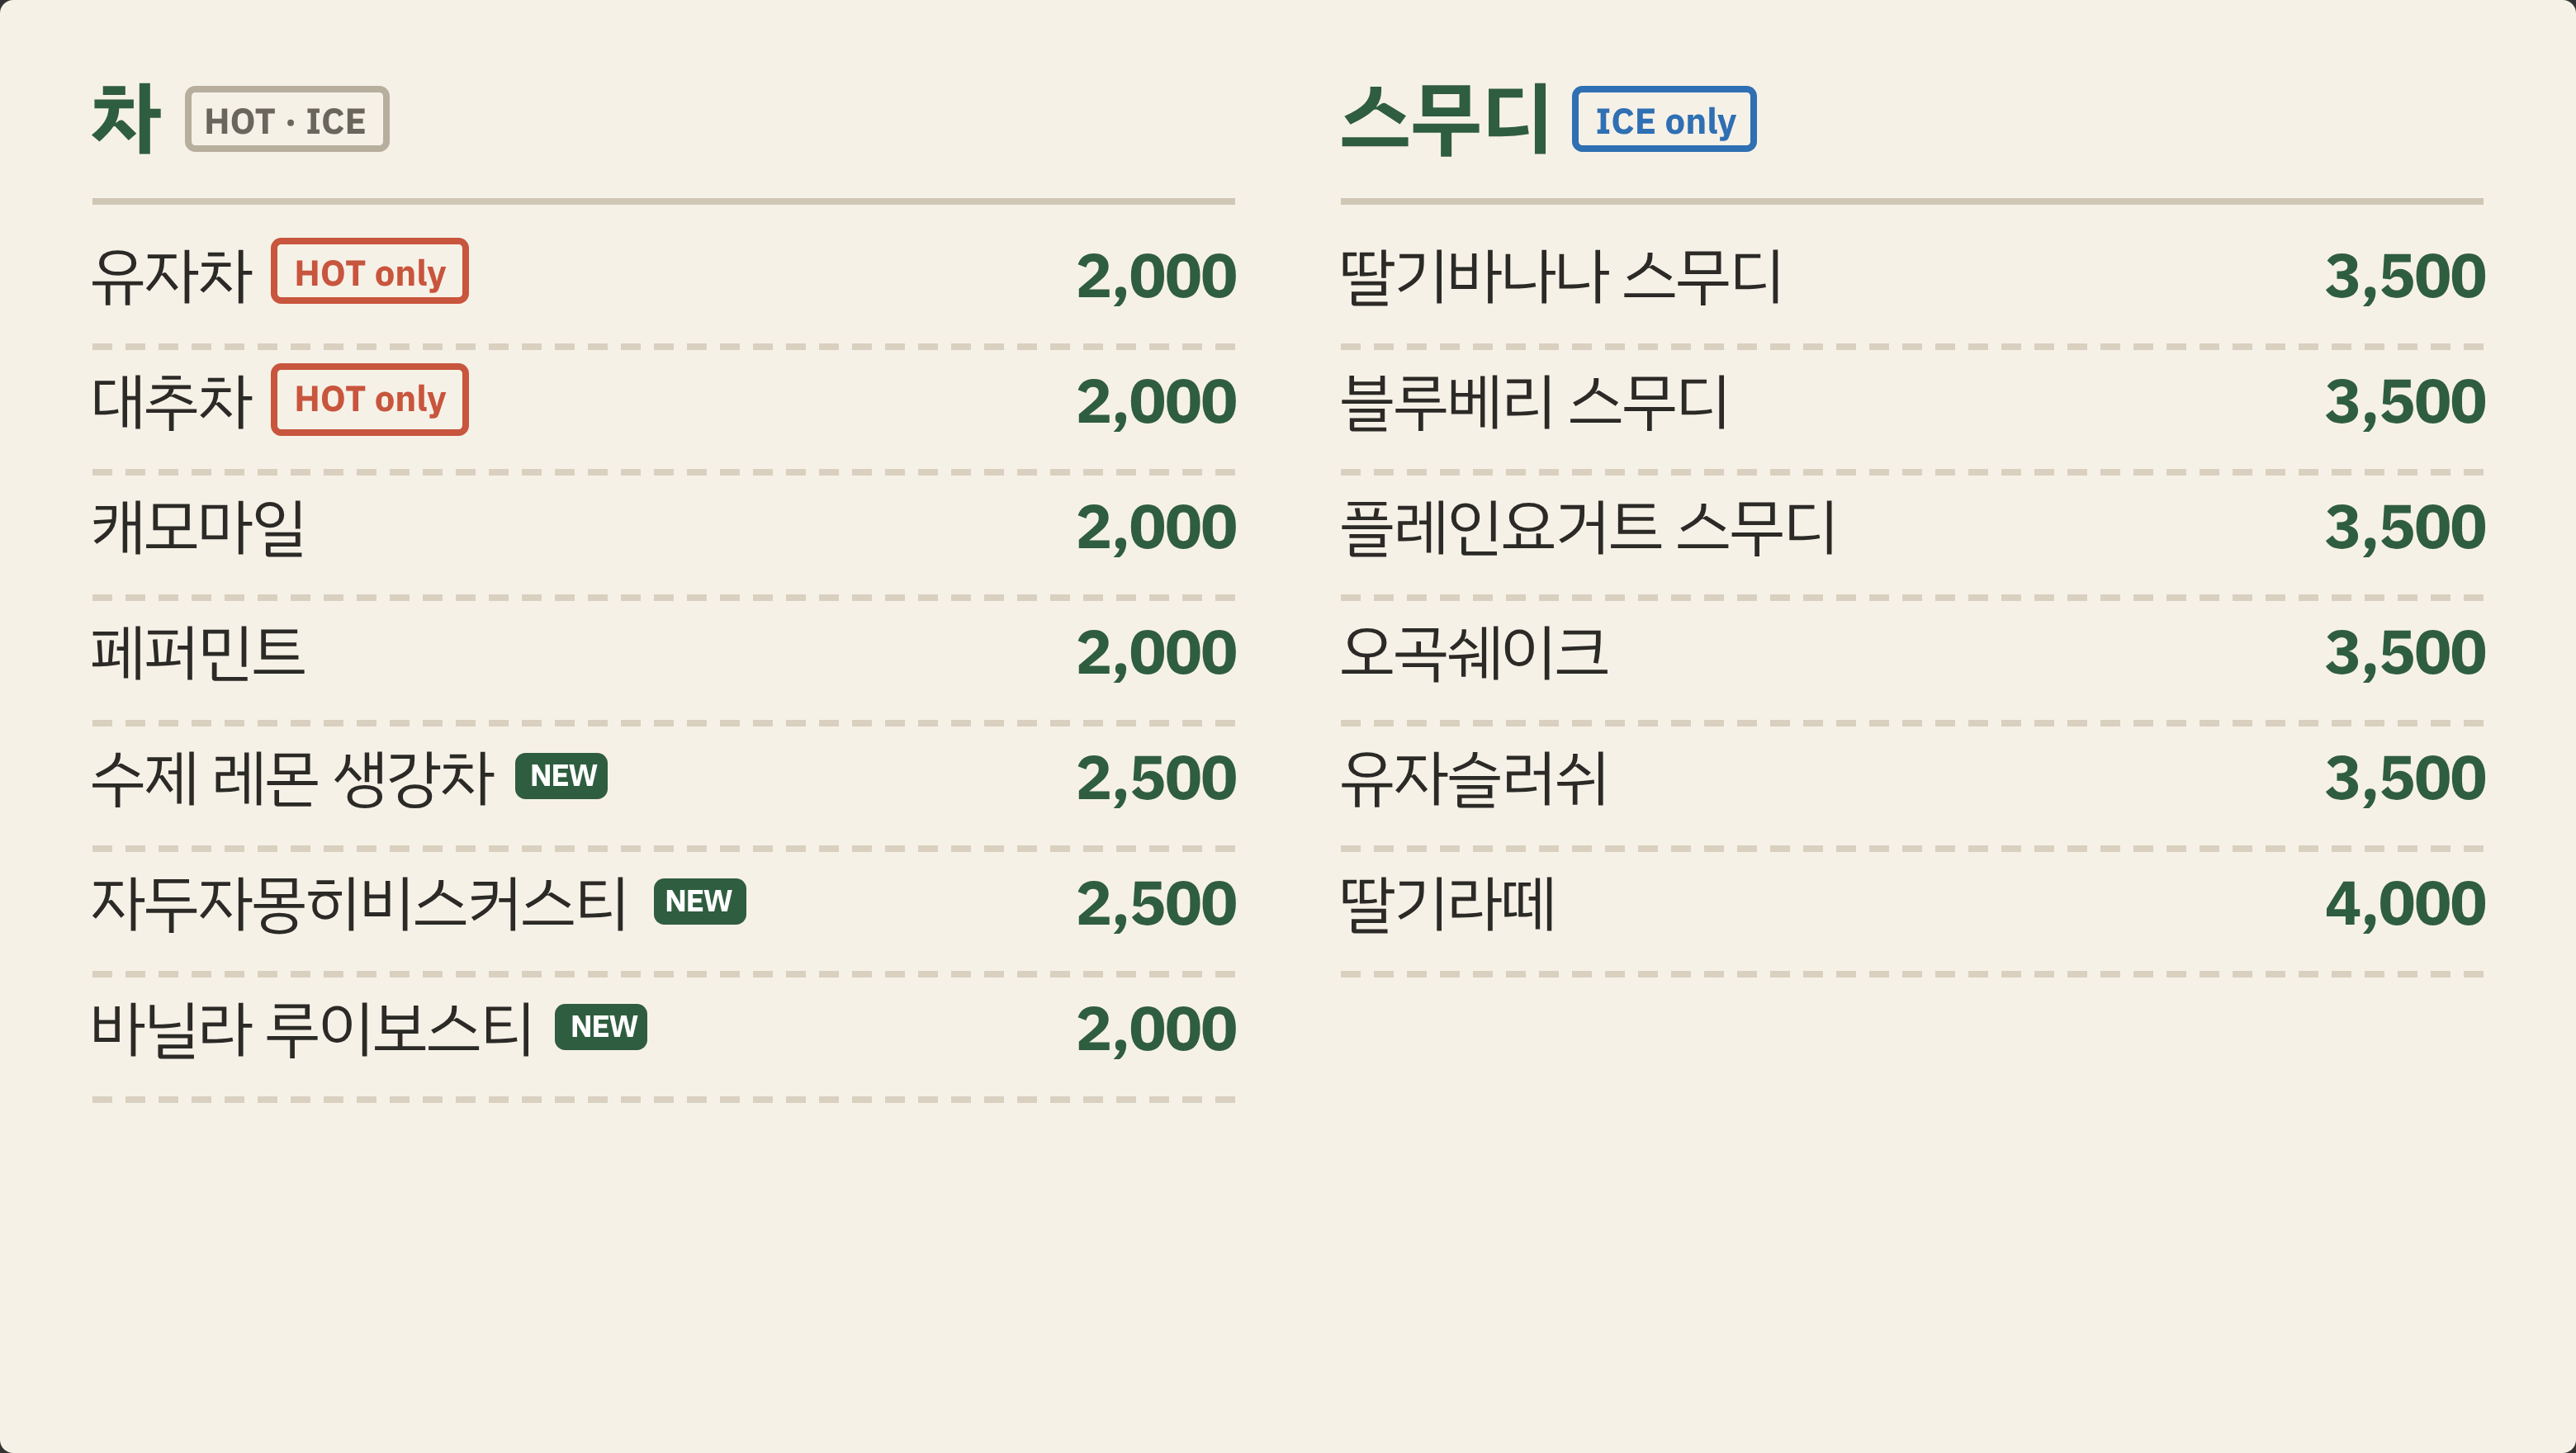 차 HOT · ICE
유자차 HOT only 2,000
대추차 HOT only 2,000
캐모마일 2,000
페퍼민트 2,000
수제 레몬 생강차 NEW 2,500
자두자몽히비스커스티 NEW 2,500
바닐라 루이보스티 NEW 2,000
스무디 ICE only
딸기바나나 스무디 3,500
블루베리 스무디 3,500
플레인요거트 스무디 3,500
오곡쉐이크 3,500
유자슬러쉬 3,500
딸기라떼 4,000